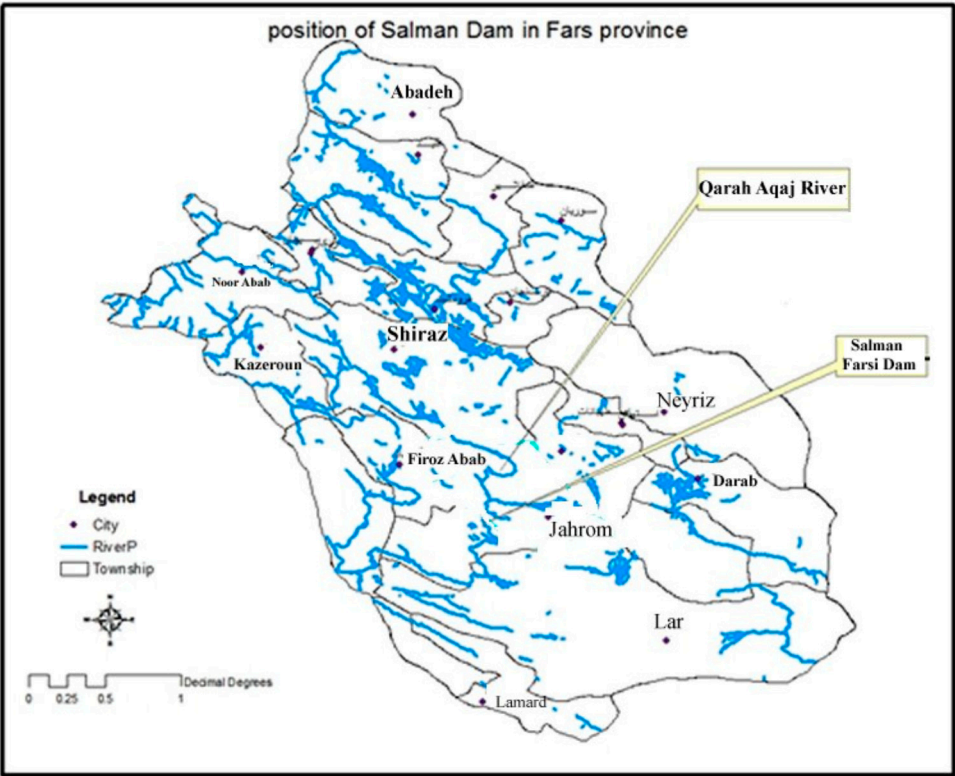 position of Salman Dam in Fars province
Abadeh
Qarah Aqaj River
سوریان
Noor Abab
Shiraz
Salman
Farsi Dam
Kazeroun
Neyriz
Firoz Abab
Darab
Legend
City
RiverP
Township
Jahrom
Lar
Decimal Degrees
0 0.25 0.5 1
Lamard